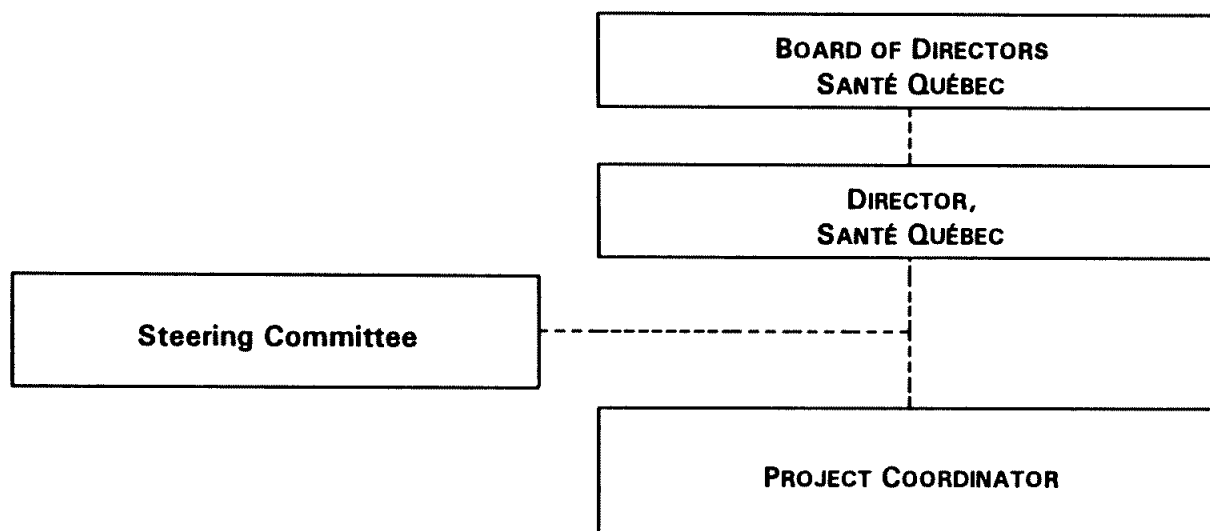 BOARD OF DIRECTORS
SANTÉ QUÉBEC
DIRECTOR,
SANTÉ QUÉBEC
Steering Committee
PROJECT COORDINATOR